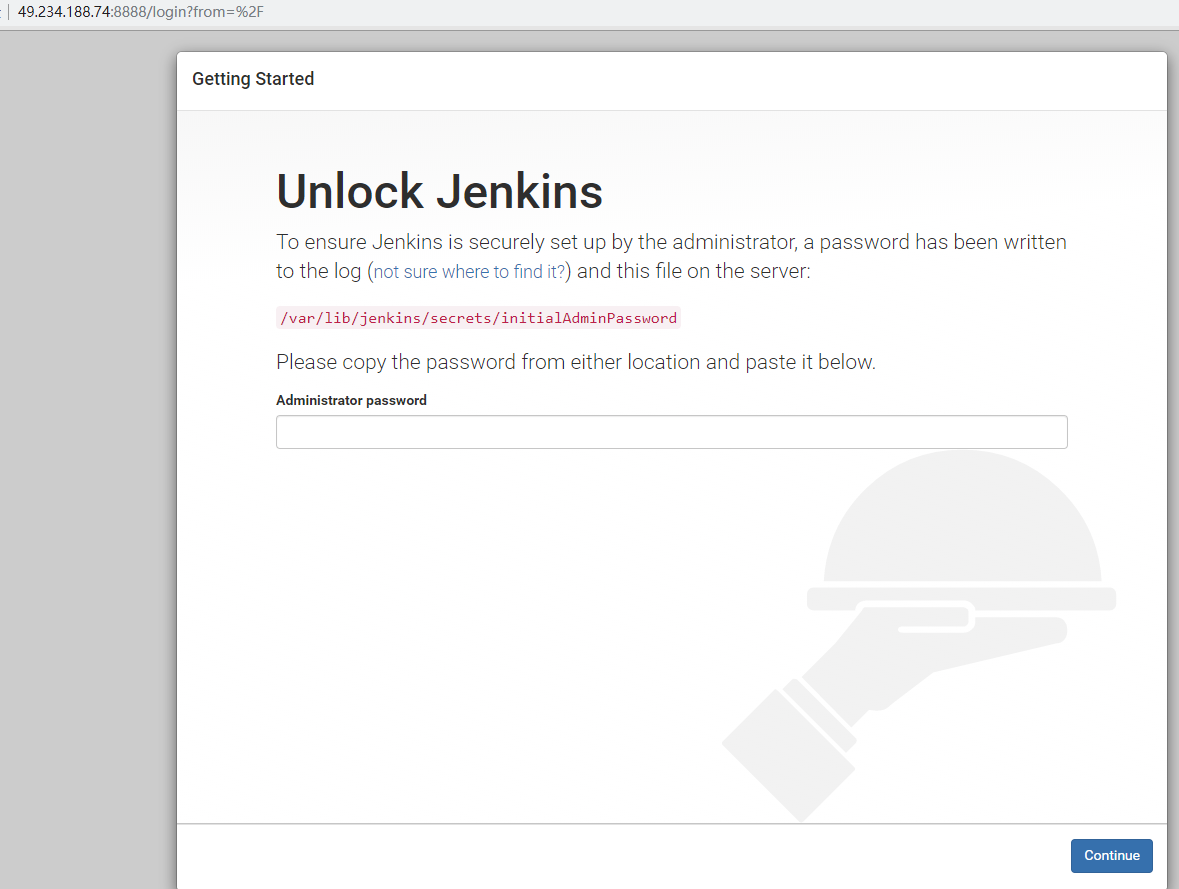 49.234.188.74:8888/login?from=%2F
Getting Started
Unlock Jenkins
To ensure Jenkins is securely set up by the administrator, a password has been written
to the log (not sure where to find it?) and this file on the server:
/var/lib/jenkins/secrets/initialAdminPassword
Please copy the password from either location and paste it below.
Administrator password
Continue